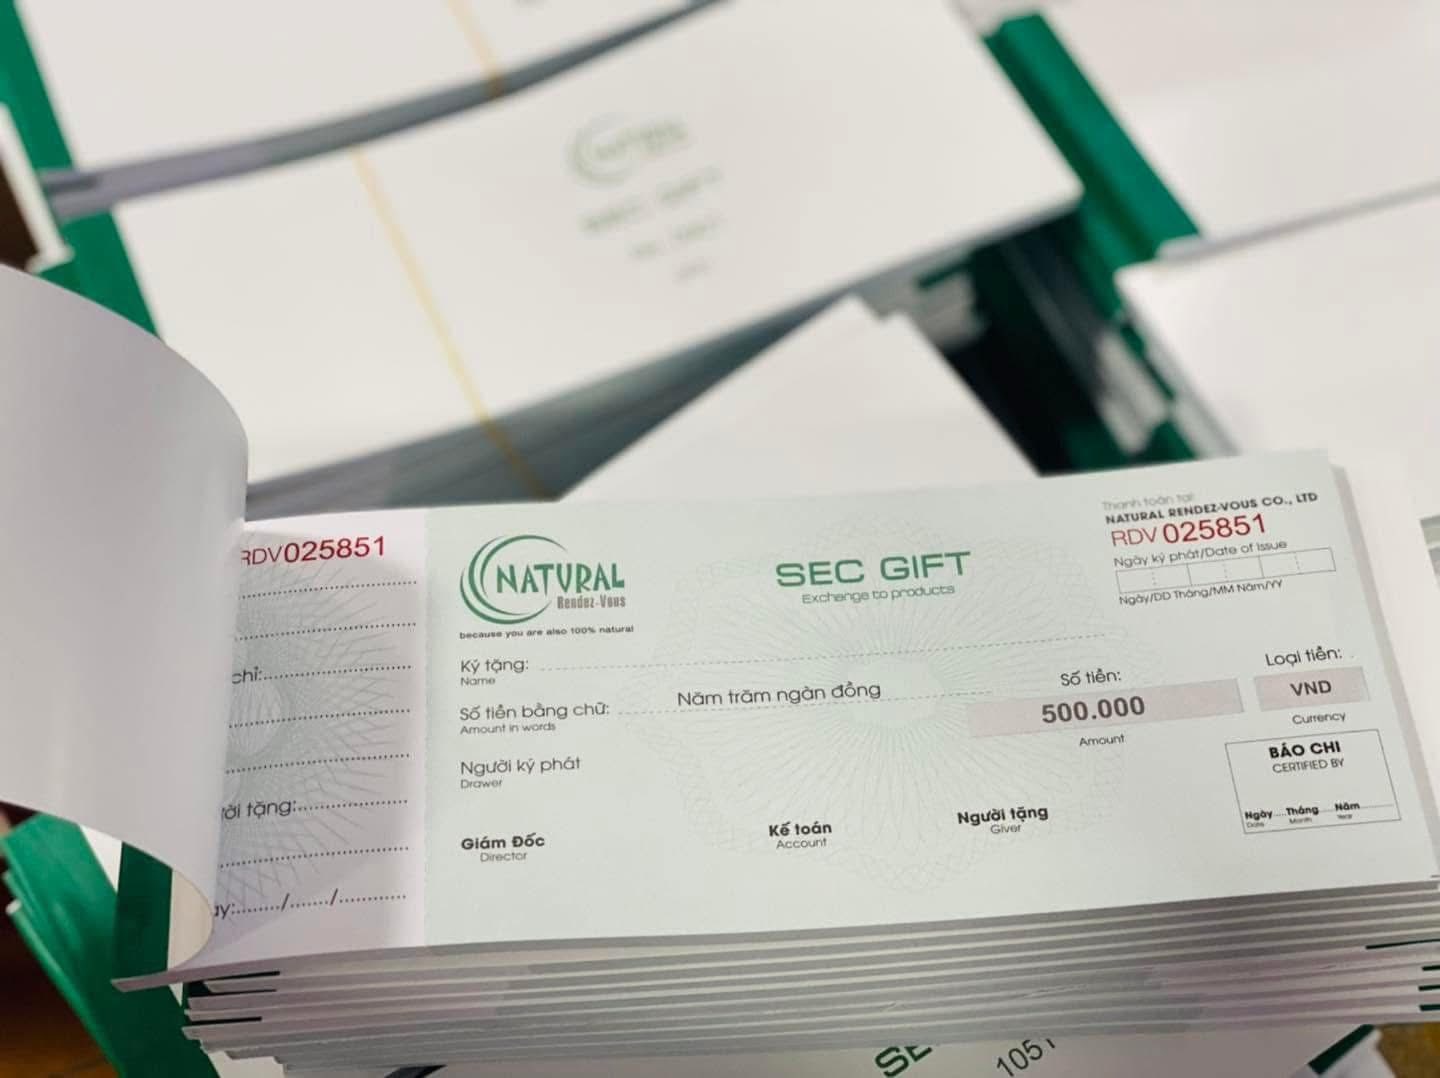 RDV025851
chỉ:
tặng:
NATURAL
Rendez-Vous
because you are also 100% natural
SEC GIFT
Exchange to products
Thanh toán tại:
NATURAL RENDEZ-VOUS CO., LTD
RDV025851
Ngày ký phát/Date of Issue
Ngày/DD Tháng/MM Năm/YY
Ký tặng:
Name
Số tiền bằng chữ: Năm trăm ngàn đồng
Amount in words
Số tiền:
500.000
Amount
Loại tiền:
VND
Currency
Người ký phát
Drawer
BẢO CHI
CERTIFIED BY
Ngày Tháng Năm
Date Month Year
Giám Đốc
Director
Kế toán
Account
Người tặng
Giver